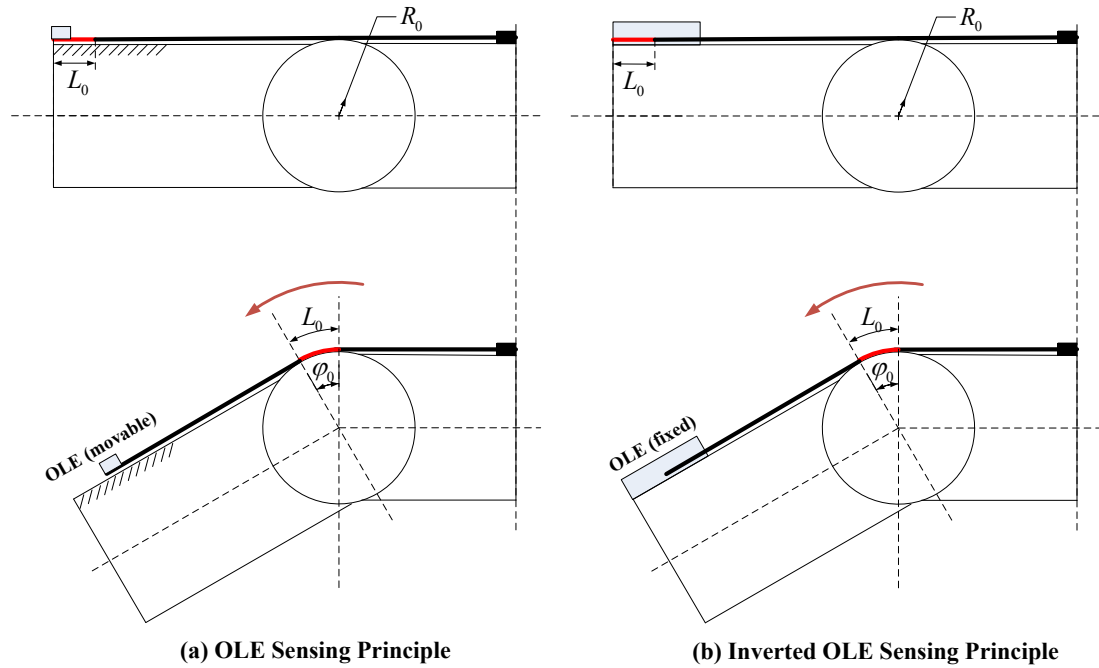 R₀
R₀
L₀
L₀
L₀
L₀
φ₀
φ₀
OLE (movable)
OLE (fixed)
(a) OLE Sensing Principle
(b) Inverted OLE Sensing Principle